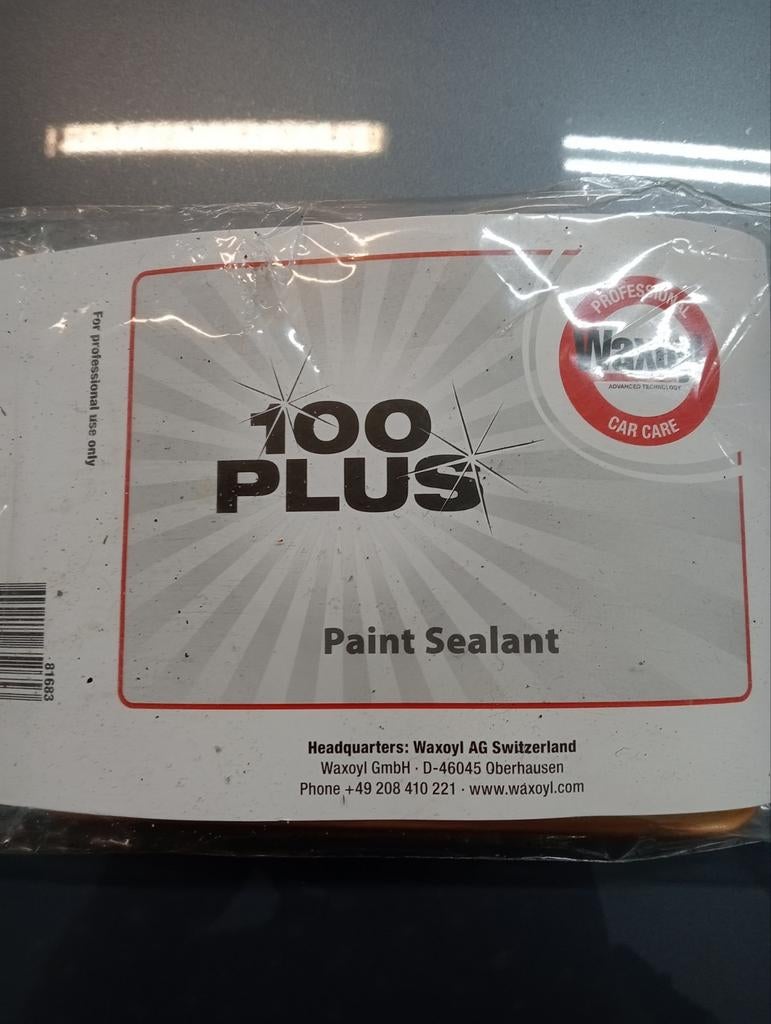 For professional use only
100
PLUS
PROFESSIONAL
Waxoyl
ADVANCED TECHNOLOGY
CAR CARE
Paint Sealant
81683
Headquarters: Waxoyl AG Switzerland
Waxoyl GmbH · D-46045 Oberhausen
Phone +49 208 410 221 · www.waxoyl.com